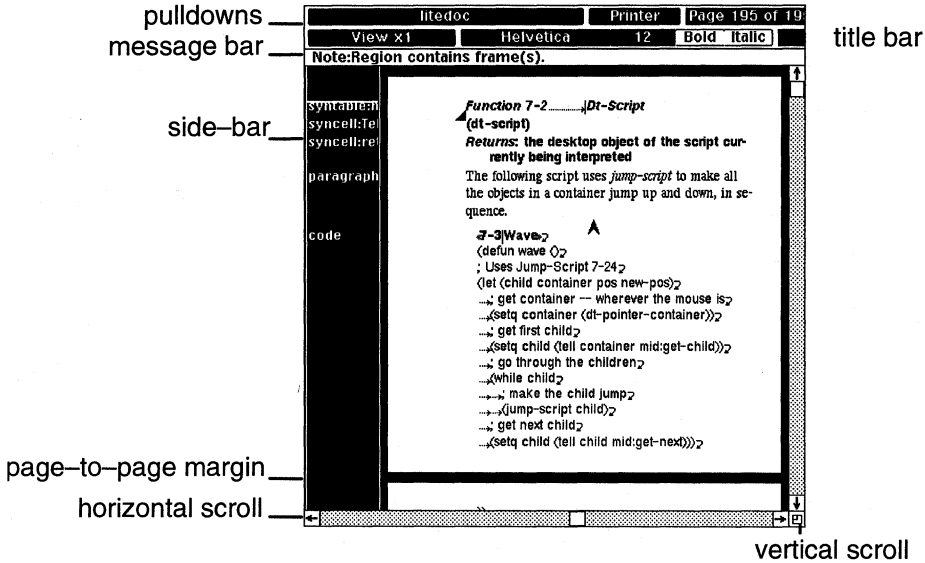 pulldowns
litedoc Printer Page 195 of 19
View x1 Helvetica 12 Bold Italic
title bar
message bar
Note:Region contains frame(s).
side–bar
syntable:n
syncell:Tel
syncell:ret
paragraph
code
Function 7-2 Dt-Script
(dt-script)
Returns: the desktop object of the script cur-
rently being interpreted
The following script uses jump-script to make all
the objects in a container jump up and down, in se-
quence.
7-3 Wave
(defun wave ()
; Uses Jump-Script 7-24
(let (child container pos new-pos)
; get container -- wherever the mouse is
(setq container (dt-pointer-container))
; get first child
(setq child (tell container mid:get-child))
; go through the children
(while child
; make the child jump
(jump-script child)
; get next child
(setq child (tell child mid:get-next)))
page–to–page margin
horizontal scroll
vertical scroll